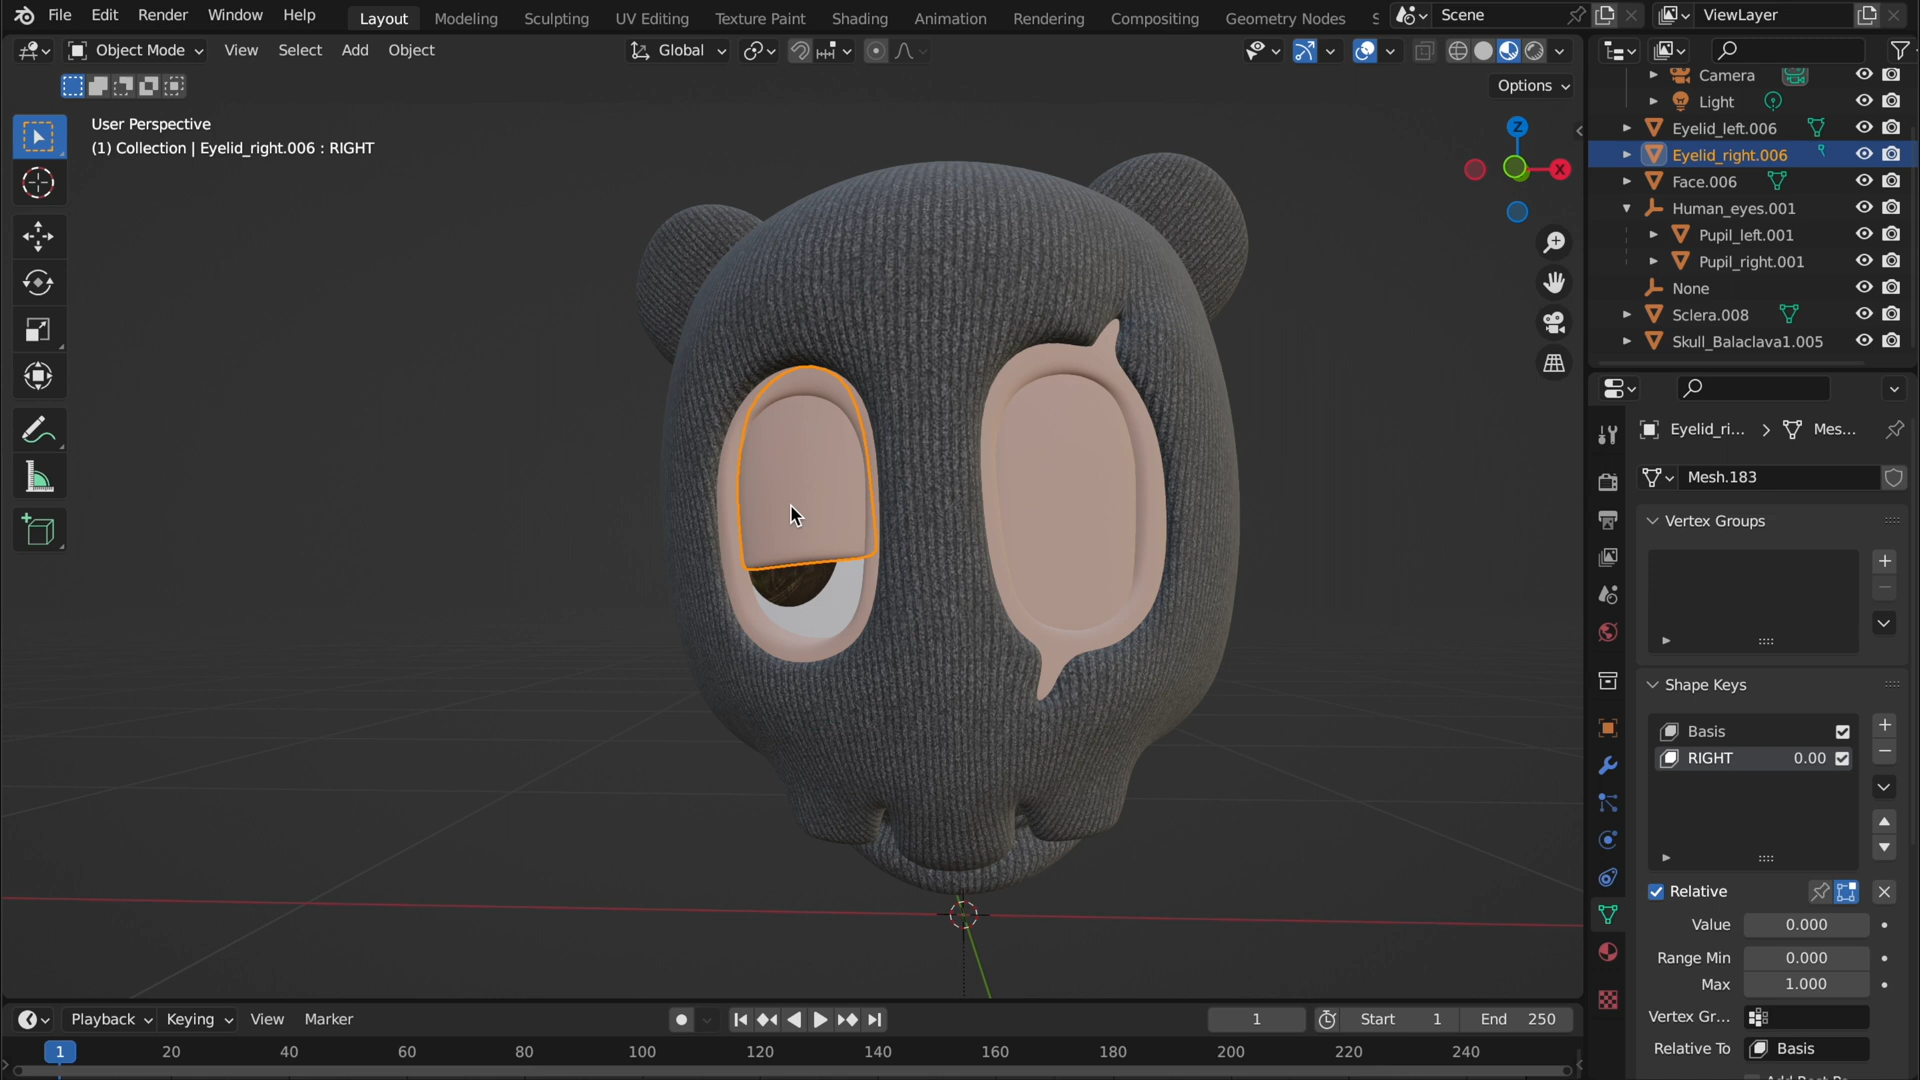 File Edit Render Window Help Layout Modeling Sculpting UV Editing Texture Paint Shading Animation Rendering Compositing Geometry Nodes Scene ViewLayer
Object Mode View Select Add Object Global
Options
User Perspective
(1) Collection | Eyelid_right.006 : RIGHT
Z
X
Camera
Light
Eyelid_left.006
Eyelid_right.006
Face.006
Human_eyes.001
Pupil_left.001
Pupil_right.001
None
Sclera.008
Skull_Balaclava1.005
Eyelid_ri... Mes...
Mesh.183
Vertex Groups
Shape Keys
Basis
RIGHT 0.00
Relative
Value 0.000
Range Min 0.000
Max 1.000
Vertex Gr...
Relative To Basis
Playback Keying View Marker 1 Start 1 End 250
1 20 40 60 80 100 120 140 160 180 200 220 240